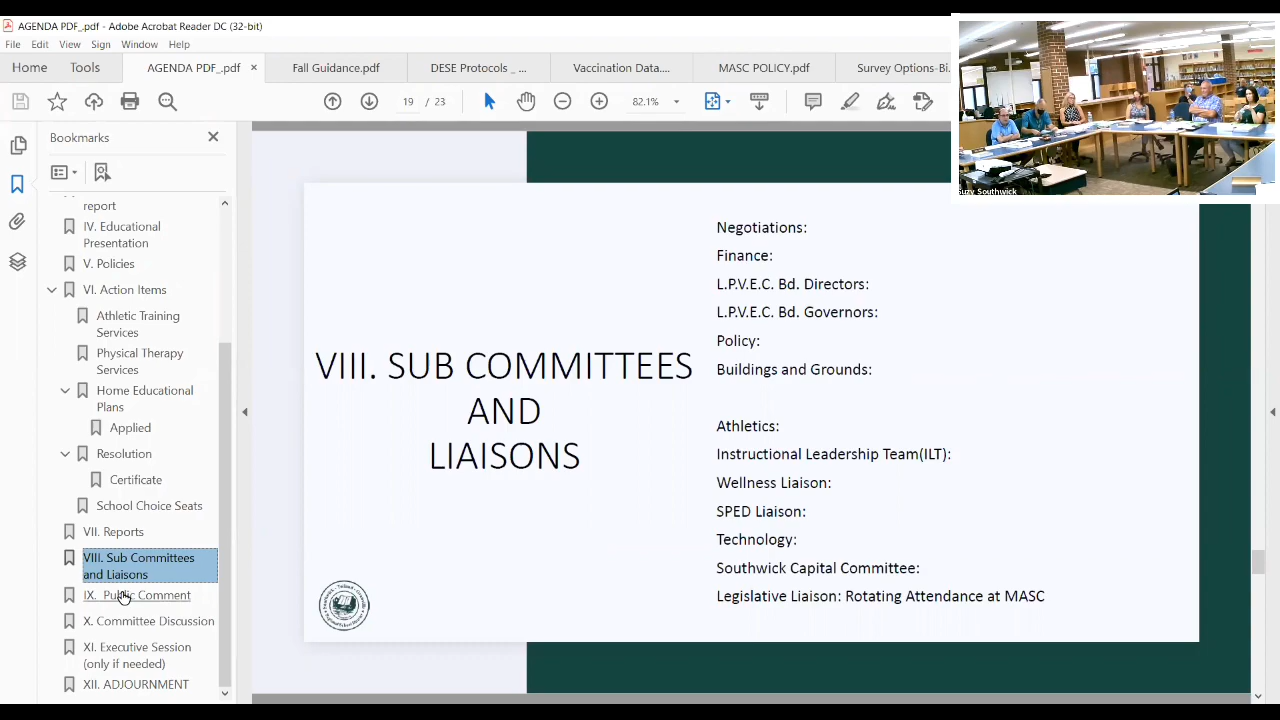 AGENDA PDF_.pdf - Adobe Acrobat Reader DC (32-bit)
File Edit View Sign Window Help
Home Tools AGENDA PDF_.pdf × Fall Guidance.pdf DESE Protocols... Vaccination Data.... MASC POLICY.pdf Survey Options-Bi...
19 / 23 82.1%
Bookmarks
report
IV. Educational
Presentation
V. Policies
VI. Action Items
Athletic Training
Services
Physical Therapy
Services
Home Educational
Plans
Applied
Resolution
Certificate
School Choice Seats
VII. Reports
VIII. Sub Committees
and Liaisons
IX. Public Comment
X. Committee Discussion
XI. Executive Session
(only if needed)
XII. ADJOURNMENT
VIII. SUB COMMITTEES
AND
LIAISONS
Negotiations:
Finance:
L.P.V.E.C. Bd. Directors:
L.P.V.E.C. Bd. Governors:
Policy:
Buildings and Grounds:
Athletics:
Instructional Leadership Team(ILT):
Wellness Liaison:
SPED Liaison:
Technology:
Southwick Capital Committee:
Legislative Liaison: Rotating Attendance at MASC
Suzy Southwick